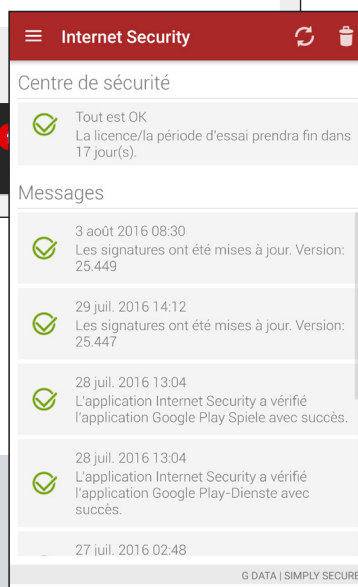 Internet Security
Centre de sécurité
Tout est OK
La licence/la période d'essai prendra fin dans
17 jour(s).
Messages
3 août 2016 08:30
Les signatures ont été mises à jour. Version:
25.449
29 juil. 2016 14:12
Les signatures ont été mises à jour. Version:
25.447
28 juil. 2016 13:04
L'application Internet Security a vérifié
l'application Google Play Spiele avec succès.
28 juil. 2016 13:04
L'application Internet Security a vérifié
l'application Google Play-Dienste avec
succès.
27 juil. 2016 02:48
G DATA | SIMPLY SECURE